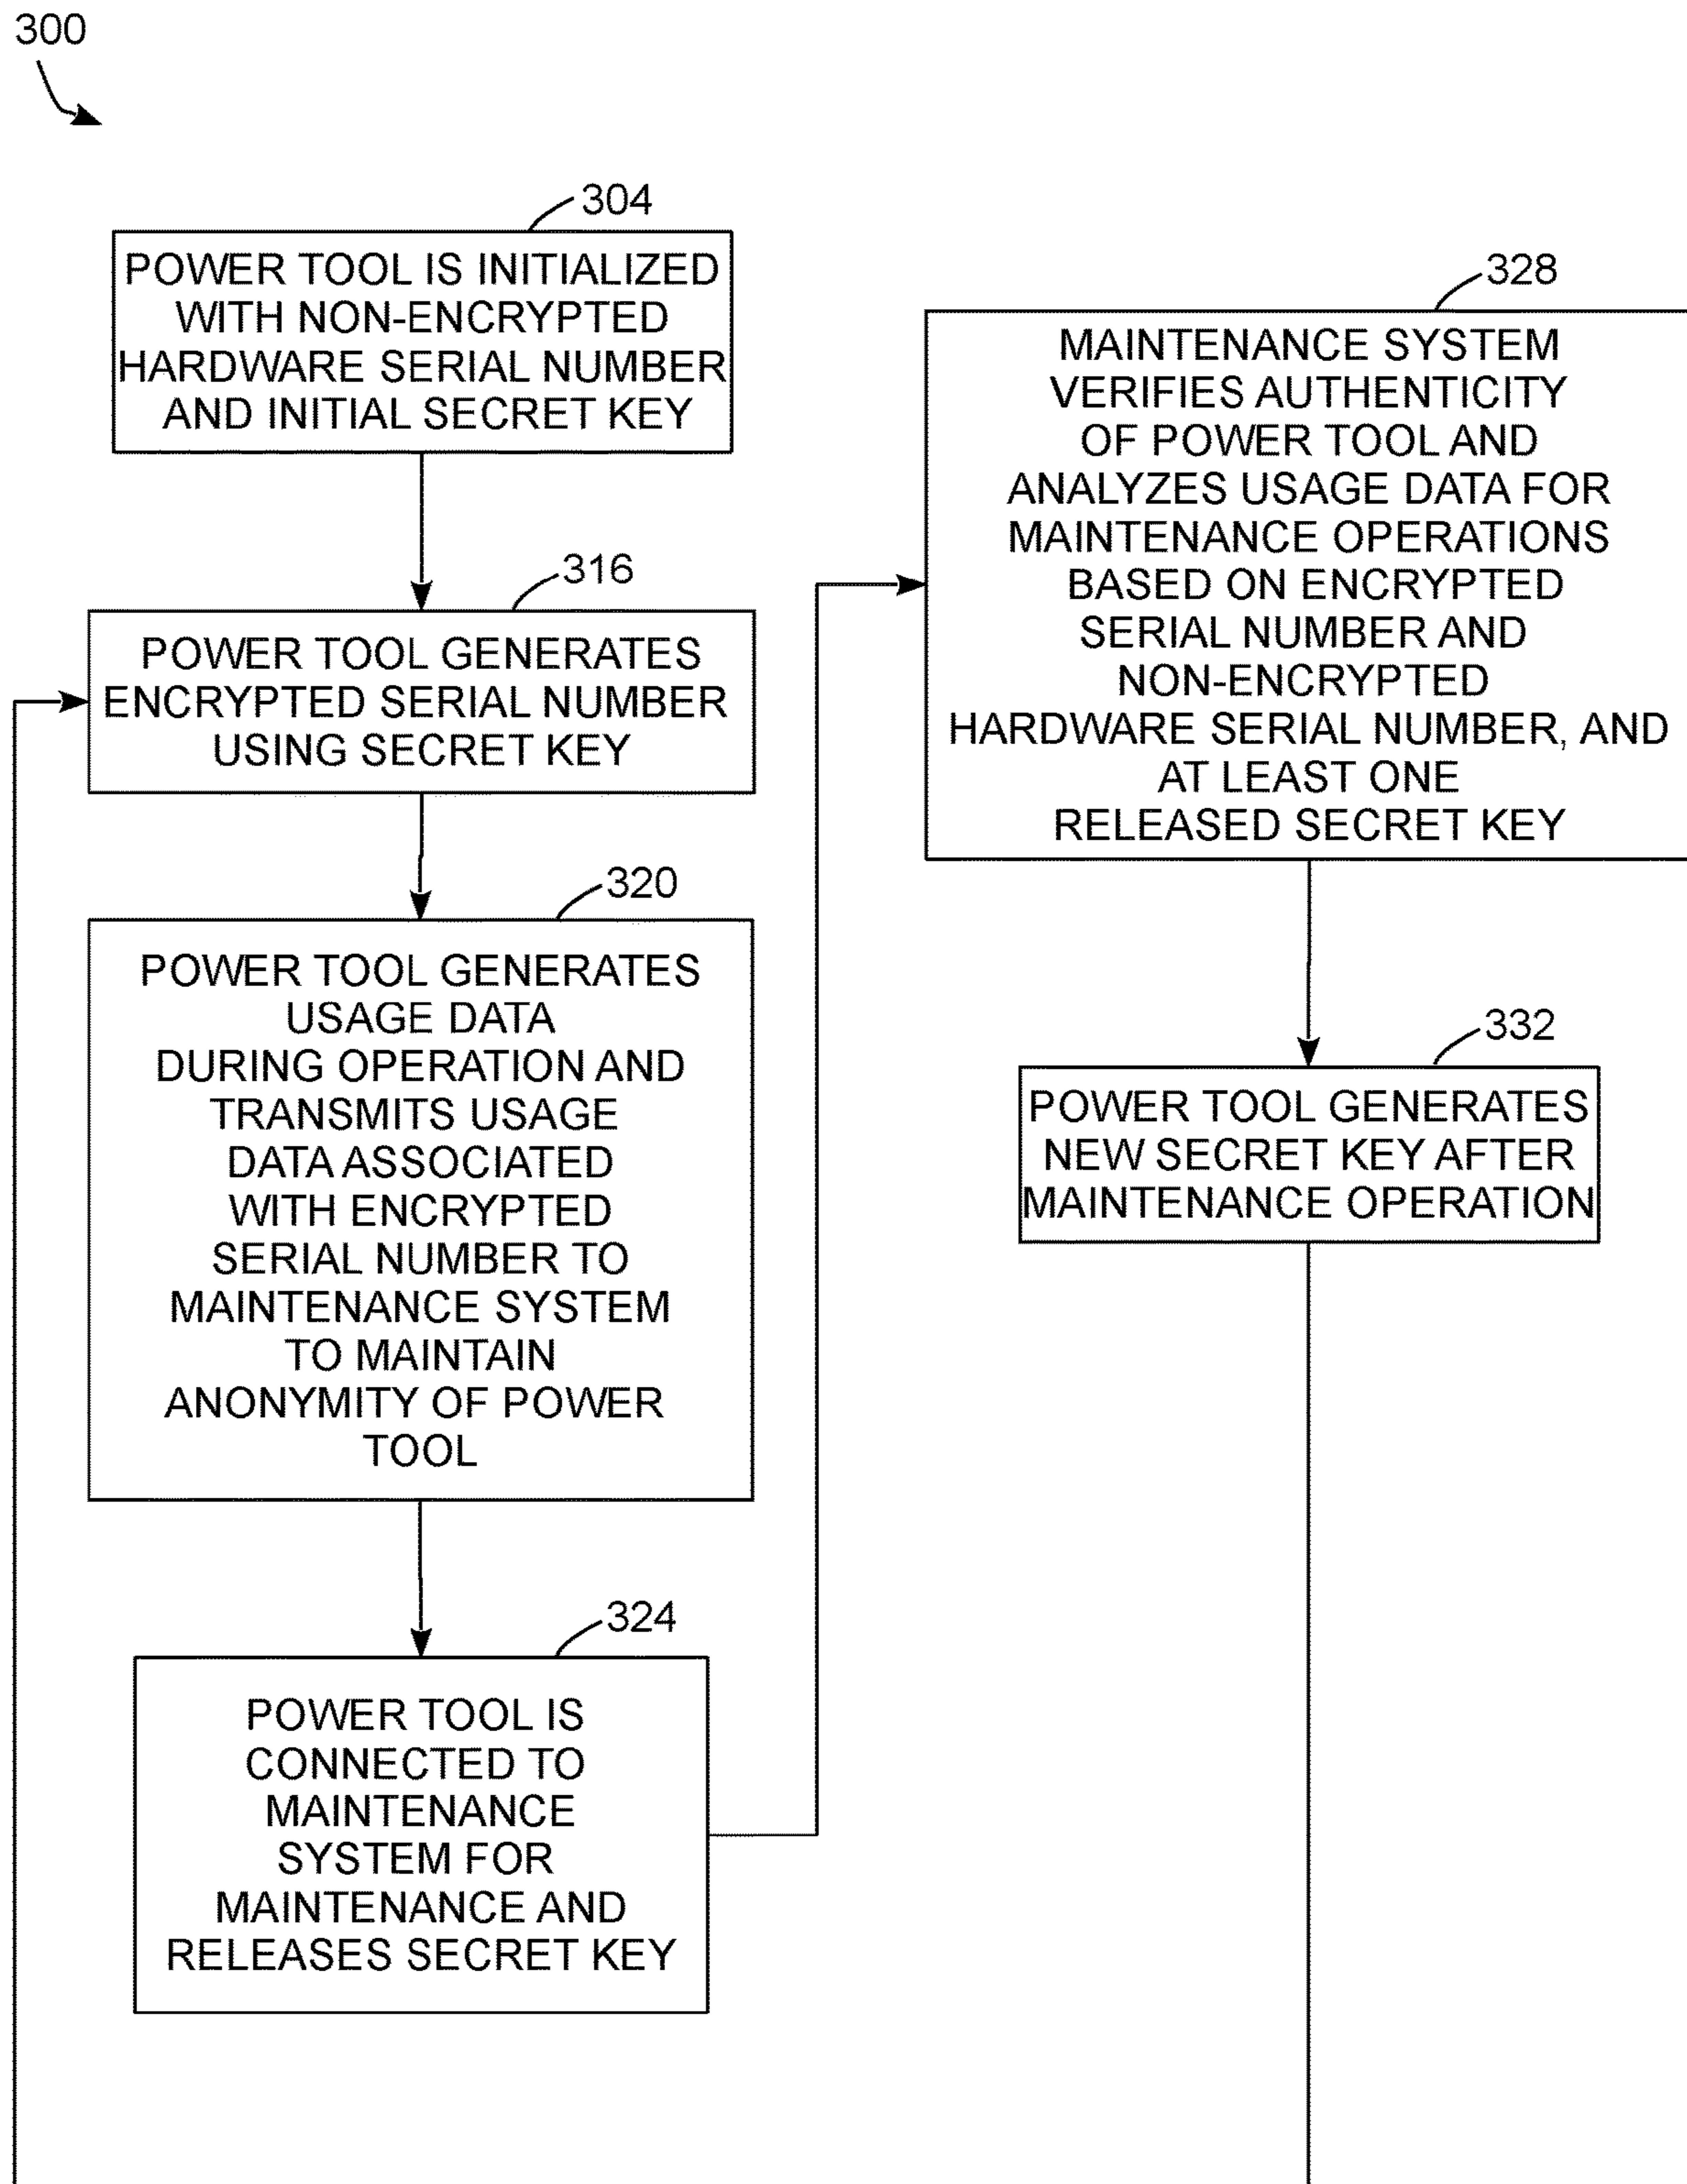 300
304
POWER TOOL IS INITIALIZED
WITH NON-ENCRYPTED
HARDWARE SERIAL NUMBER
AND INITIAL SECRET KEY
316
POWER TOOL GENERATES
ENCRYPTED SERIAL NUMBER
USING SECRET KEY
320
POWER TOOL GENERATES
USAGE DATA
DURING OPERATION AND
TRANSMITS USAGE
DATA ASSOCIATED
WITH ENCRYPTED
SERIAL NUMBER TO
MAINTENANCE SYSTEM
TO MAINTAIN
ANONYMITY OF POWER
TOOL
324
POWER TOOL IS
CONNECTED TO
MAINTENANCE
SYSTEM FOR
MAINTENANCE AND
RELEASES SECRET KEY
328
MAINTENANCE SYSTEM
VERIFIES AUTHENTICITY
OF POWER TOOL AND
ANALYZES USAGE DATA FOR
MAINTENANCE OPERATIONS
BASED ON ENCRYPTED
SERIAL NUMBER AND
NON-ENCRYPTED
HARDWARE SERIAL NUMBER, AND
AT LEAST ONE
RELEASED SECRET KEY
332
POWER TOOL GENERATES
NEW SECRET KEY AFTER
MAINTENANCE OPERATION